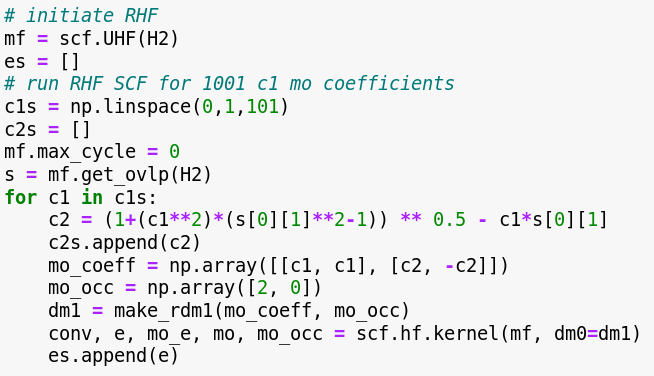 # initiate RHF
mf = scf.UHF(H2)
es = []
# run RHF SCF for 1001 c1 mo coefficients
c1s = np.linspace(0,1,101)
c2s = []
mf.max_cycle = 0
s = mf.get_ovlp(H2)
for c1 in c1s:
    c2 = (1+(c1**2)*(s[0][1]**2-1)) ** 0.5 - c1*s[0][1]
    c2s.append(c2)
    mo_coeff = np.array([[c1, c1], [c2, -c2]])
    mo_occ = np.array([2, 0])
    dm1 = make_rdm1(mo_coeff, mo_occ)
    conv, e, mo_e, mo, mo_occ = scf.hf.kernel(mf, dm0=dm1)
    es.append(e)